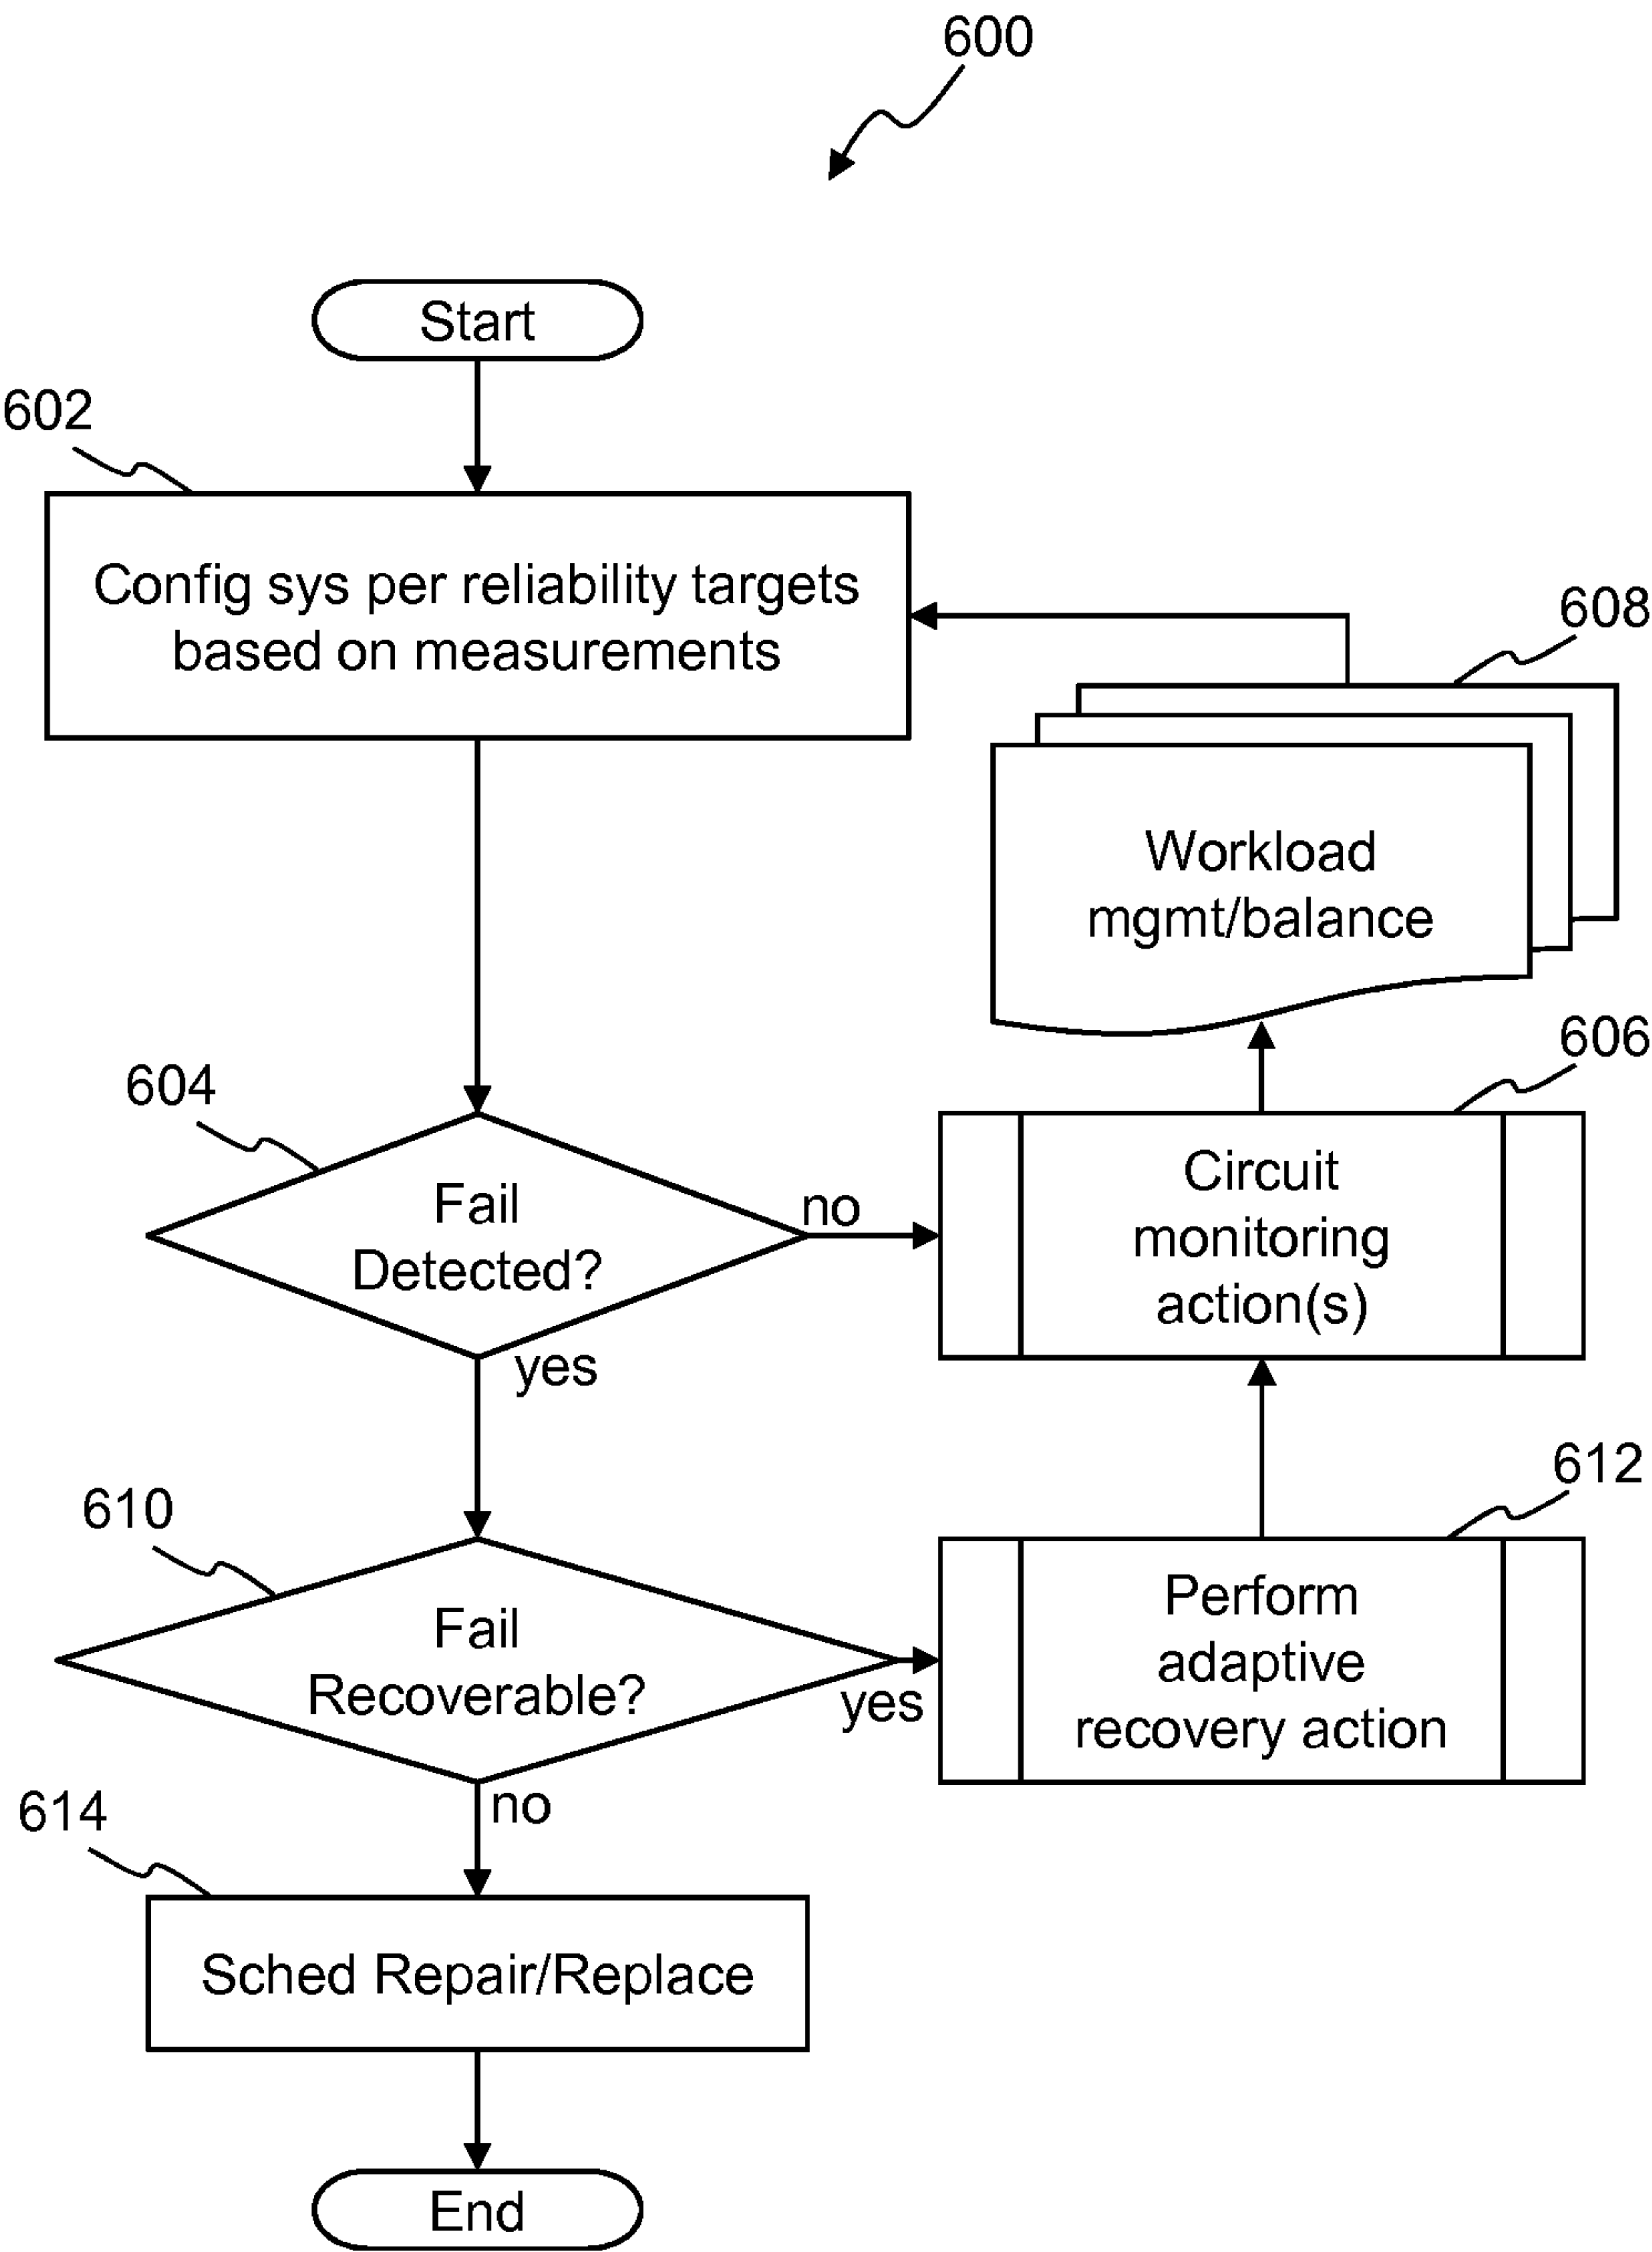 600
Start
602
Config sys per reliability targets
based on measurements
608
Workload
mgmt/balance
606
604
Fail
Detected?
no
yes
Circuit
monitoring
action(s)
612
610
Fail
Recoverable?
yes
no
Perform
adaptive
recovery action
614
Sched Repair/Replace
End